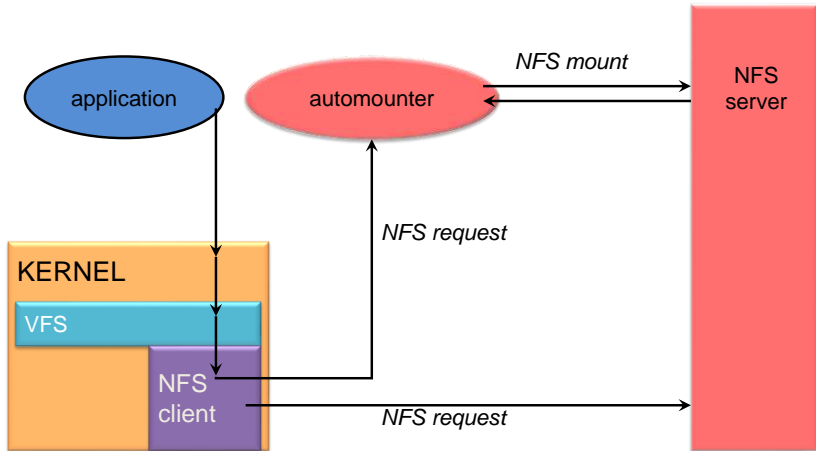 application
automounter
NFS mount
NFS
server
NFS request
KERNEL
VFS
NFS
client
NFS request